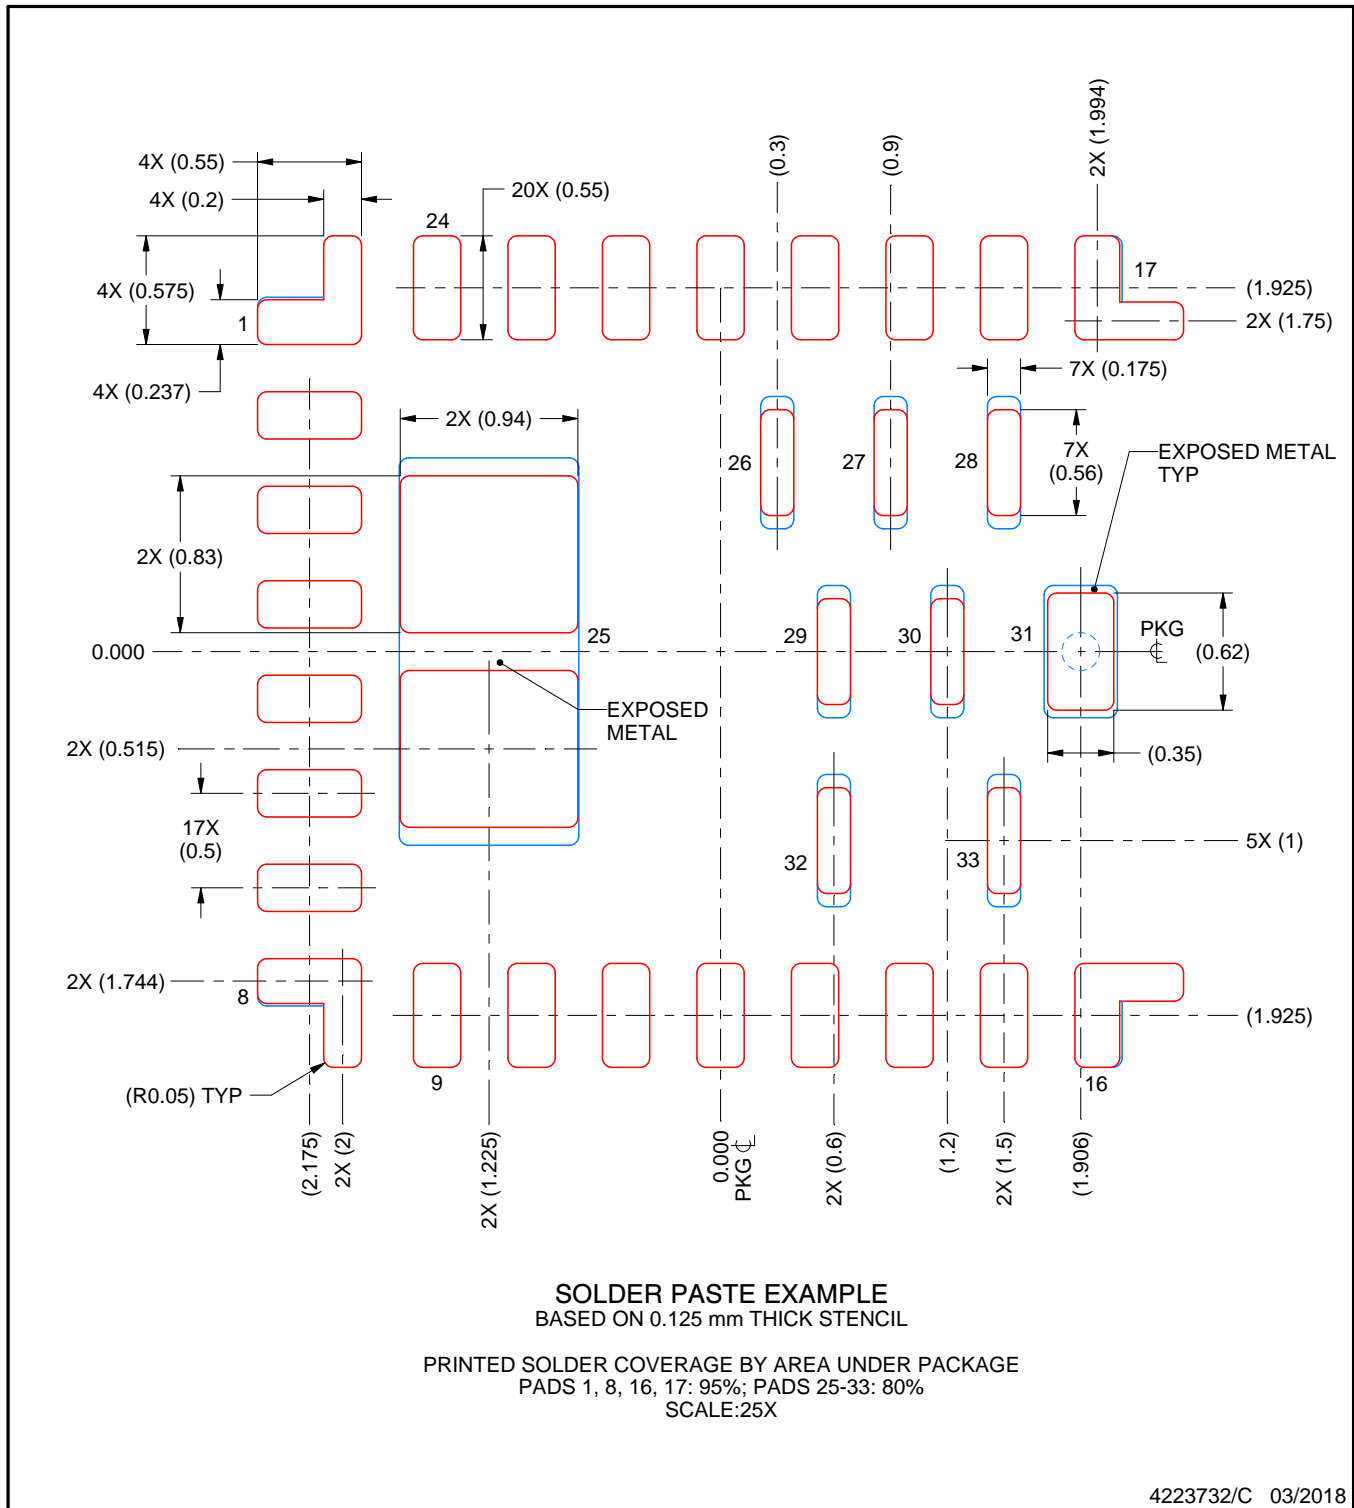 2X (1.994)
(0.3)
(0.9)
4X (0.55)
4X (0.2)
20X (0.55)
24
17
4X (0.575)
(1.925)
1
2X (1.75)
4X (0.237)
7X (0.175)
2X (0.94)
26
27
28
7X
(0.56)
EXPOSED METAL
TYP
2X (0.83)
25
29
30
31
PKG
0.000
(0.62)
EXPOSED
METAL
2X (0.515)
(0.35)
17X
(0.5)
32
33
5X (1)
2X (1.744)
8
(1.925)
(R0.05) TYP
9
16
(2.175)
2X (2)
2X (1.225)
0.000
PKG
2X (0.6)
(1.2)
2X (1.5)
(1.906)
SOLDER PASTE EXAMPLE
BASED ON 0.125 mm THICK STENCIL
PRINTED SOLDER COVERAGE BY AREA UNDER PACKAGE
PADS 1, 8, 16, 17: 95%; PADS 25-33: 80%
SCALE:25X
4223732/C 03/2018